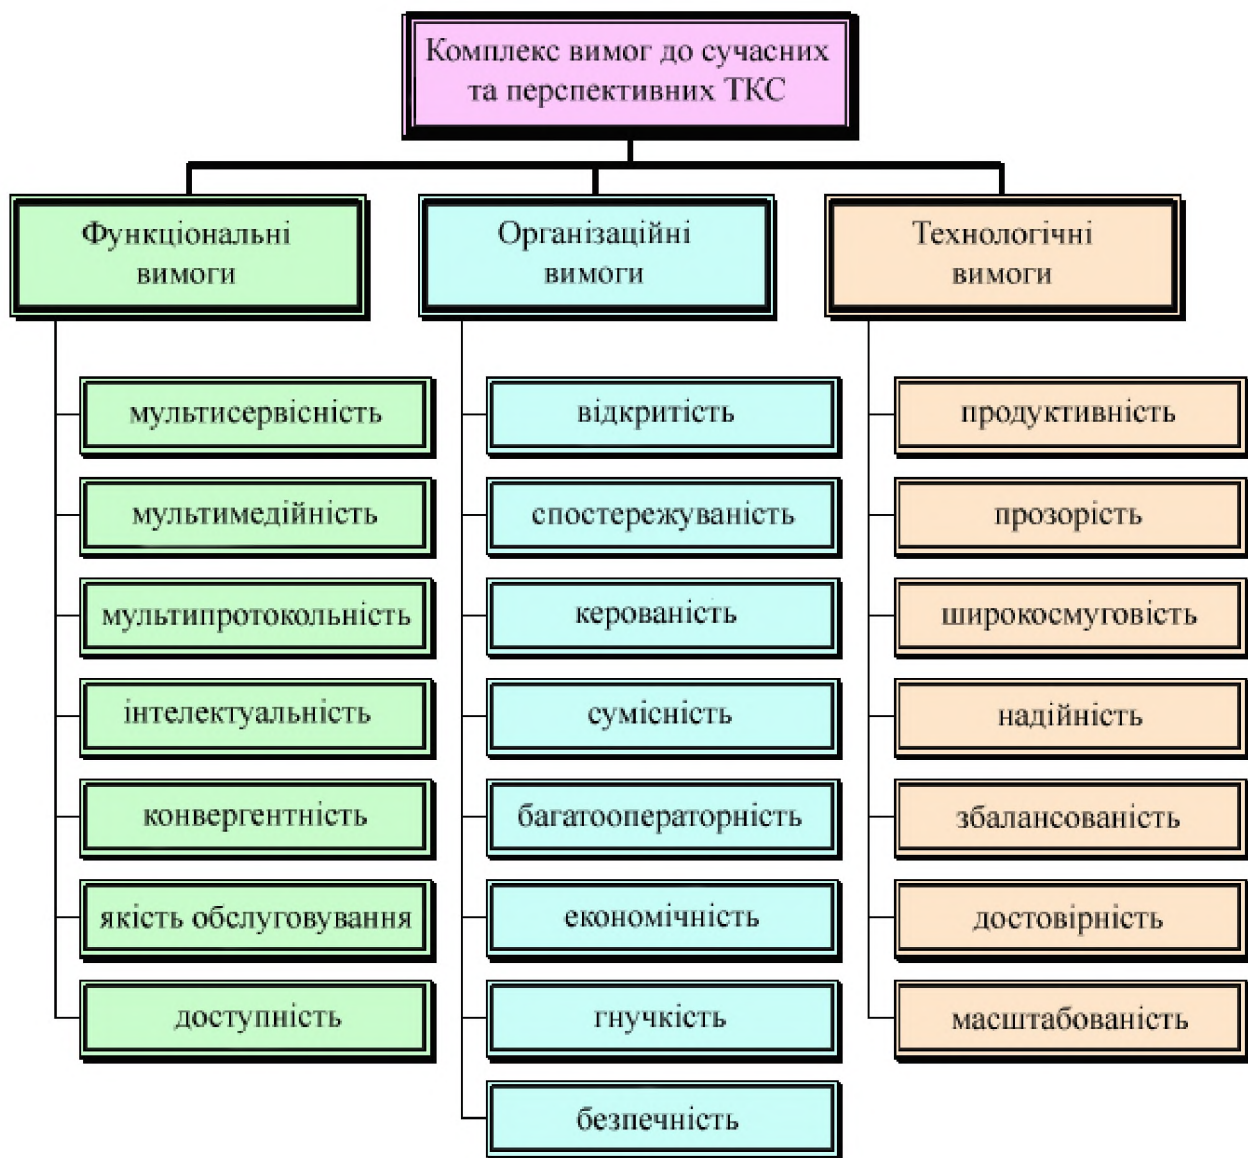 Комплекс вимог до сучасних
та перспективних ТКС
Функціональні
вимоги
мультисервісність
мультимедійність
мультипротокольність
інтелектуальність
конвергентність
якість обслуговування
доступність
Організаційні
вимоги
відкритість
спостережуваність
керованість
сумісність
багатооператорність
економічність
гнучкість
безпечність
Технологічні
вимоги
продуктивність
прозорість
широкосмуговість
надійність
збалансованість
достовірність
масштабованість